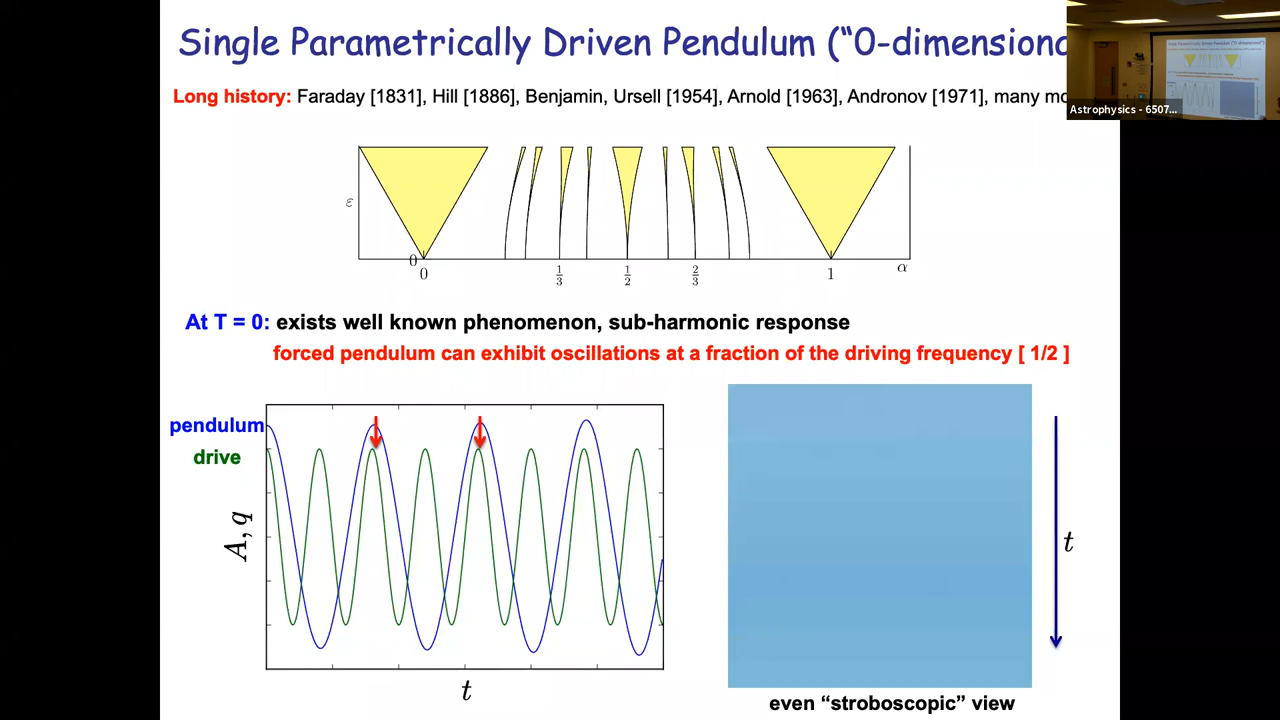 Single Parametrically Driven Pendulum (“0-dimensiona
Long history: Faraday [1831], Hill [1886], Benjamin, Ursell [1954], Arnold [1963], Andronov [1971], many mo
Astrophysics - 6507...
ε
0
0
1/3
1/2
2/3
1
α
At T = 0: exists well known phenomenon, sub-harmonic response
forced pendulum can exhibit oscillations at a fraction of the driving frequency [ 1/2 ]
pendulum
drive
A, q
t
t
even “stroboscopic” view